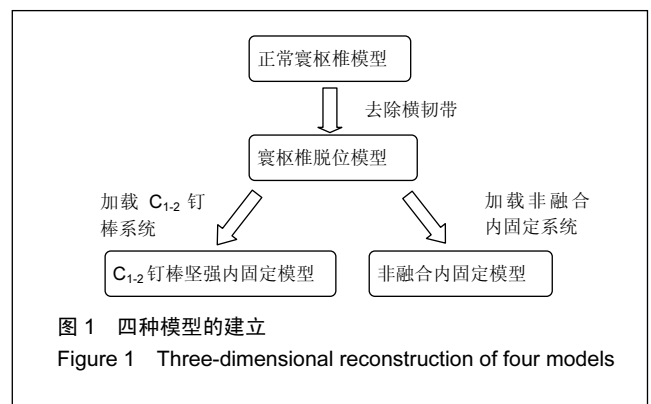 正常寰枢椎模型
去除横韧带
寰枢椎脱位模型
加载 C1-2 钉
棒系统
加载非融合
内固定系统
C1-2 钉棒坚强内固定模型
非融合内固定模型
图 1 四种模型的建立
Figure 1 Three-dimensional reconstruction of four models